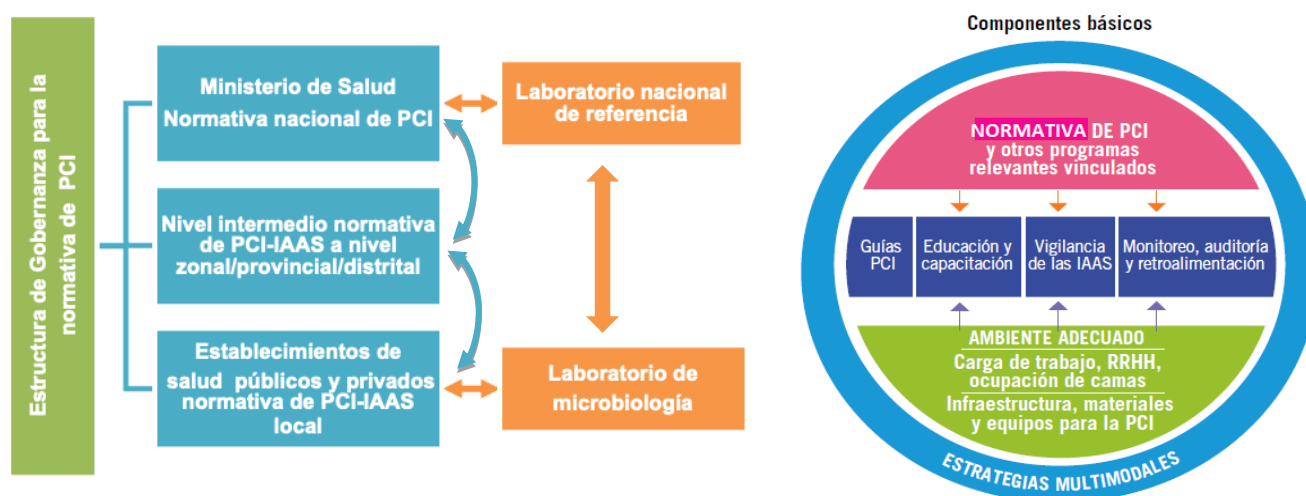 Estructura de Gobernanza para la
normativa de PCI
Ministerio de Salud
Normativa nacional de PCI
Laboratorio nacional
de referencia
Nivel intermedio normativa
de PCI-IAAS a nivel
zonal/provincial/distrital
Establecimientos de
salud públicos y privados
normativa de PCI-IAAS
local
Laboratorio de
microbiología
Componentes básicos
NORMATIVA DE PCI
y otros programas
relevantes vinculados
Guías
PCI
Educación y
capacitación
Vigilancia
de las IAAS
Monitoreo, auditoría
y retroalimentación
AMBIENTE ADECUADO
Carga de trabajo, RRHH,
ocupación de camas
Infraestructura, materiales
y equipos para la PCI
ESTRATEGIAS MULTIMODALES